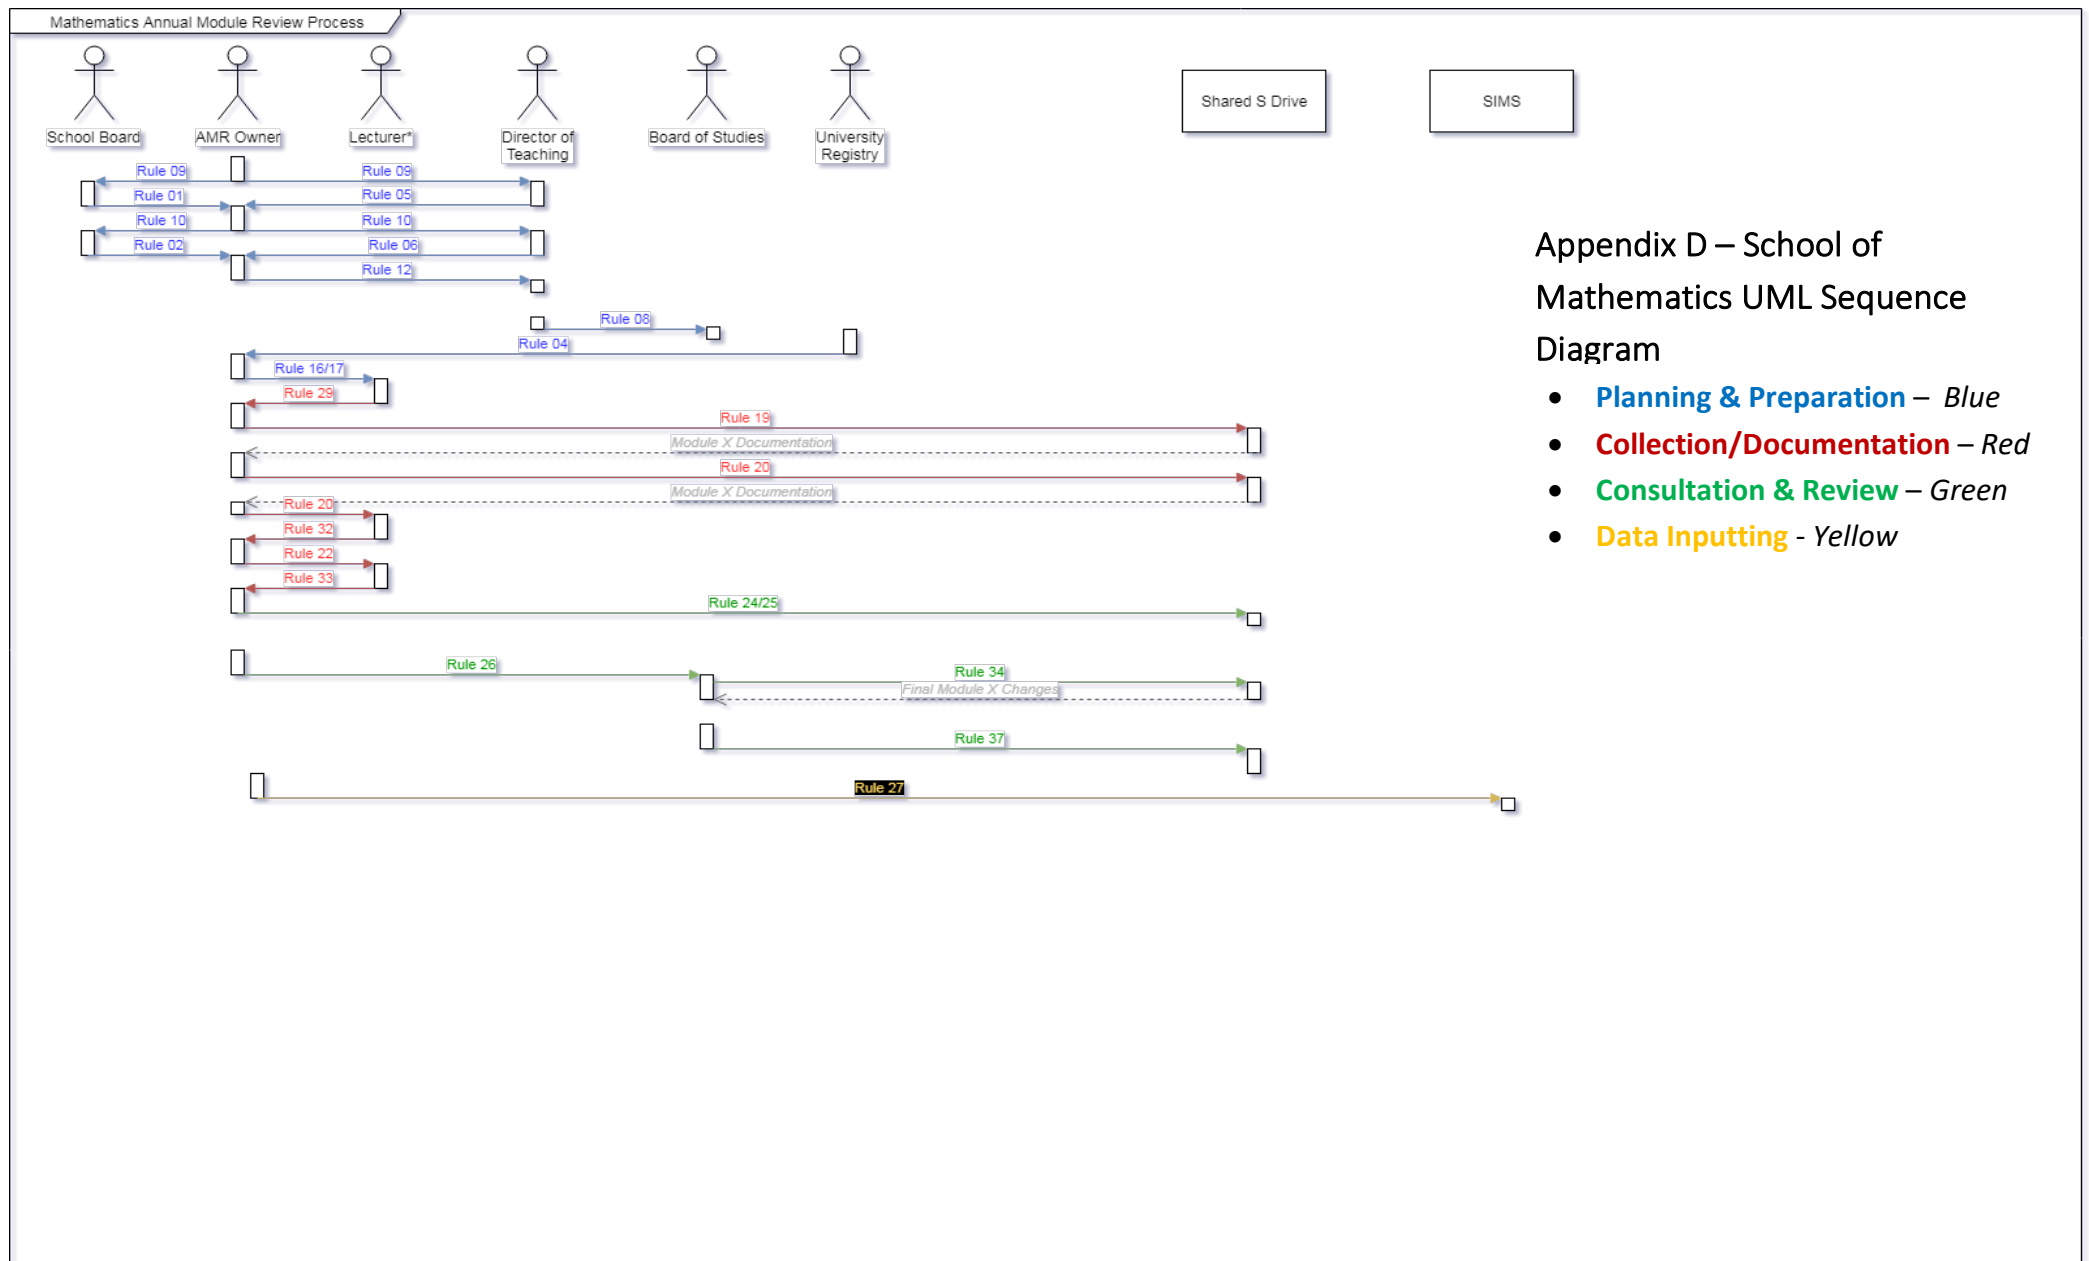 Mathematics Annual Module Review Process
School Board
AMR Owner
Lecturer*
Director of
Teaching
Board of Studies
University
Registry
Shared S Drive
SIMS
Rule 09
Rule 09
Rule 01
Rule 05
Rule 10
Rule 10
Rule 02
Rule 06
Rule 12
Rule 08
Rule 04
Rule 16/17
Rule 29
Rule 19
Module X Documentation
Rule 20
Module X Documentation
Rule 20
Rule 32
Rule 22
Rule 33
Rule 24/25
Rule 26
Rule 34
Final Module X Changes
Rule 37
Rule 27
Appendix D – School of
Mathematics UML Sequence
Diagram
• Planning & Preparation – Blue
• Collection/Documentation – Red
• Consultation & Review – Green
• Data Inputting - Yellow